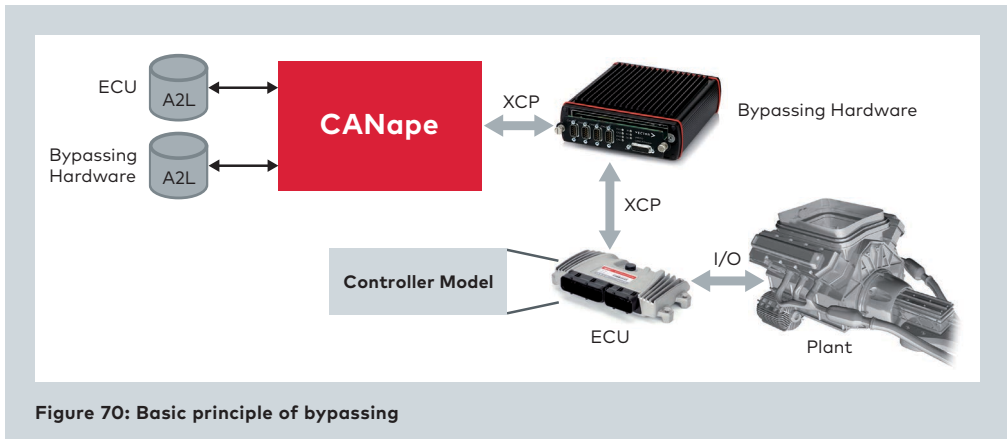 ECU
A2L
Bypassing
Hardware
A2L
CANape
XCP
Bypassing Hardware
XCP
Controller Model
I/O
ECU
Plant
Figure 70: Basic principle of bypassing